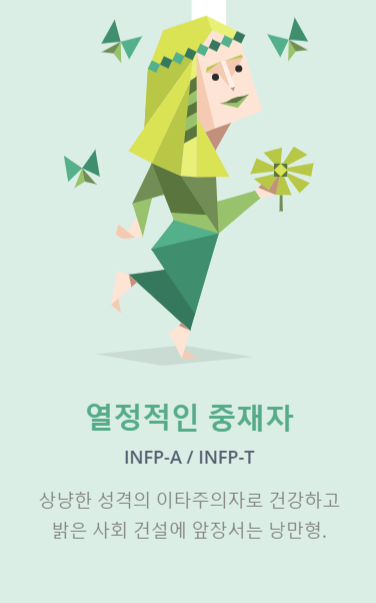 열정적인 중재자
INFP-A / INFP-T
상냥한 성격의 이타주의자로 건강하고
밝은 사회 건설에 앞장서는 낭만형.